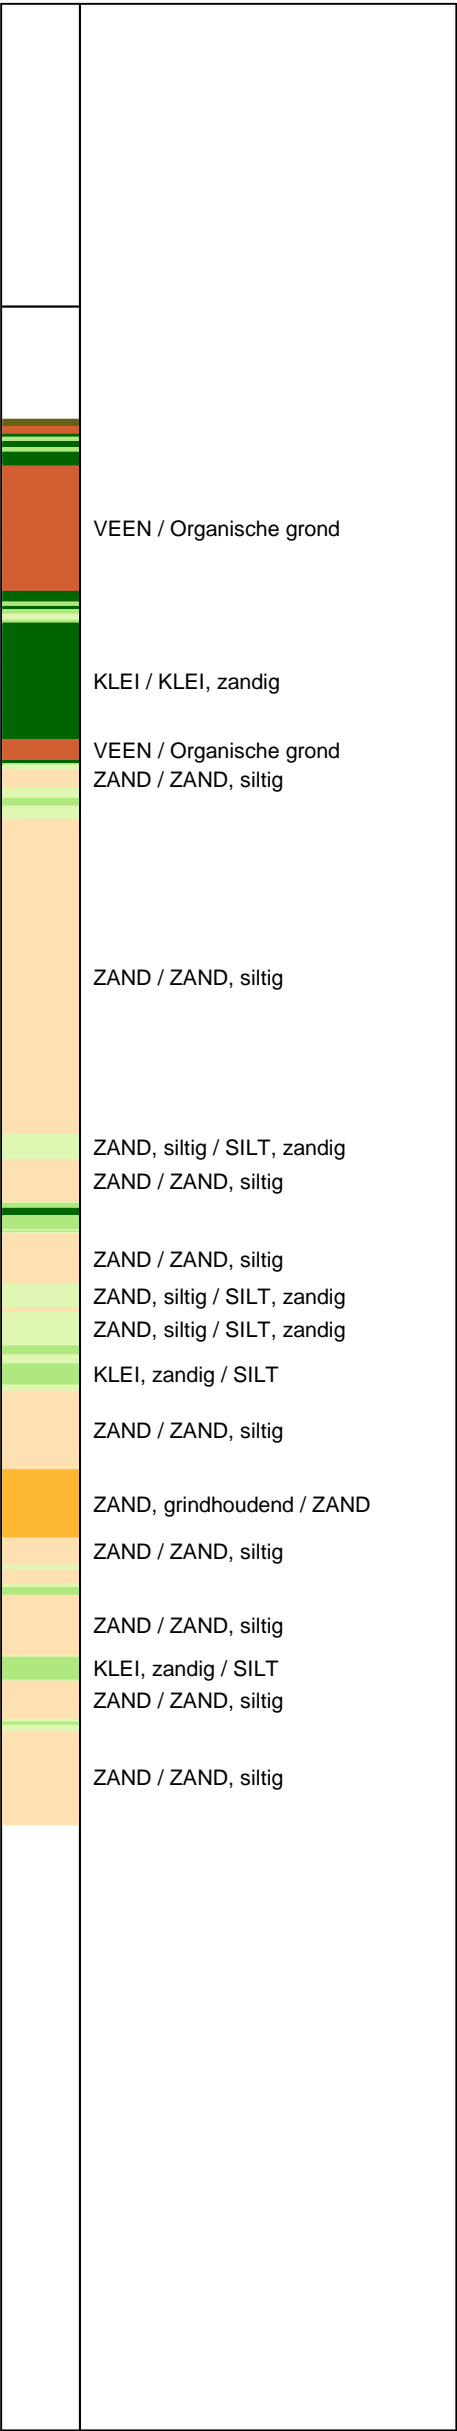 VEEN / Organische grond
KLEI / KLEI, zandig
VEEN / Organische grond
ZAND / ZAND, siltig
ZAND / ZAND, siltig
ZAND, siltig / SILT, zandig
ZAND / ZAND, siltig
ZAND / ZAND, siltig
ZAND, siltig / SILT, zandig
ZAND, siltig / SILT, zandig
KLEI, zandig / SILT
ZAND / ZAND, siltig
ZAND, grindhoudend / ZAND
ZAND / ZAND, siltig
ZAND / ZAND, siltig
KLEI, zandig / SILT
ZAND / ZAND, siltig
ZAND / ZAND, siltig